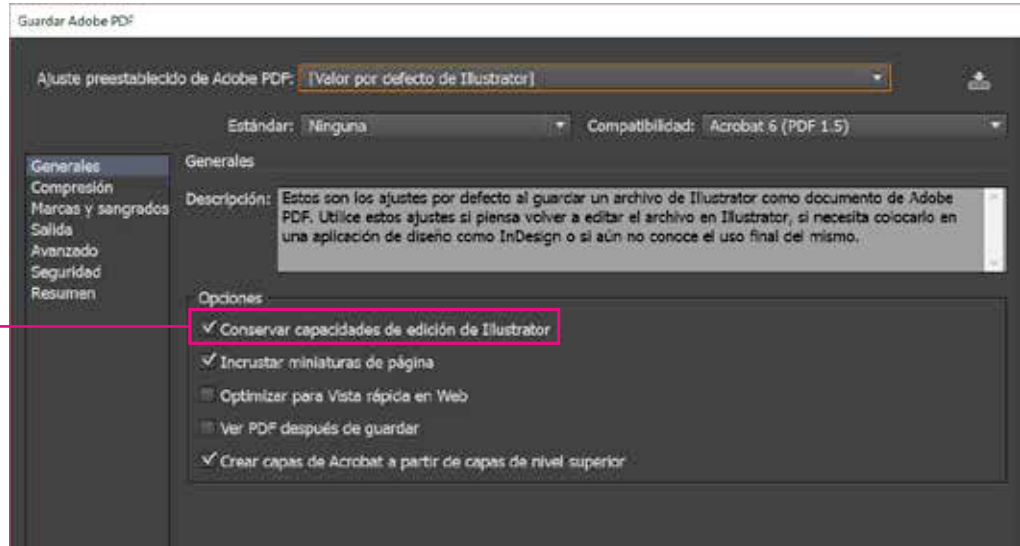 Guardar Adobe PDF
Ajuste preestablecido de Adobe PDF: [Valor por defecto de Illustrator]
Estándar: Ninguna Compatibilidad: Acrobat 6 (PDF 1.5)
Generales
Compresión
Marcas y sangrados
Salida
Avanzado
Seguridad
Resumen
Generales
Descripción: Estos son los ajustes por defecto al guardar un archivo de Illustrator como documento de Adobe
PDF. Utilice estos ajustes si piensa volver a editar el archivo en Illustrator, si necesita colocarlo en
una aplicación de diseño como InDesign o si aún no conoce el uso final del mismo.
Opciones
Conservar capacidades de edición de Illustrator
Incrustar miniaturas de página
Optimizar para Vista rápida en Web
Ver PDF después de guardar
Crear capas de Acrobat a partir de capas de nivel superior